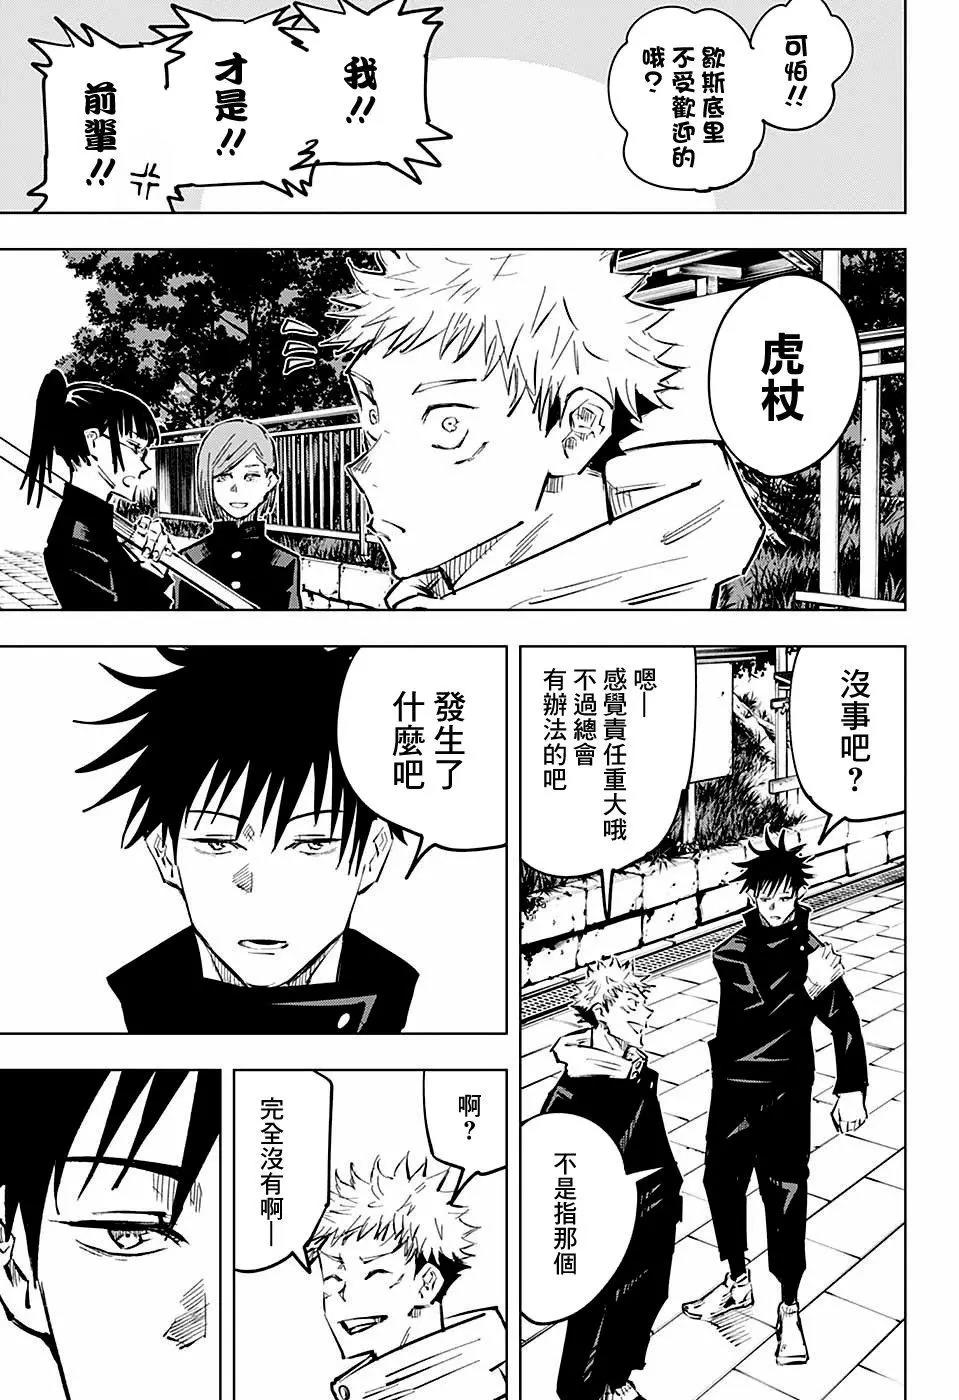 可怕!!
歇斯底里
不受歡迎的
哦?
我!!
才是!!
前輩!!
虎杖
沒事吧?
嗯—
感覺責任重大哦
不過總會
有辦法的吧
不是指那個
發生了
什麼吧
啊?
完全沒有啊—